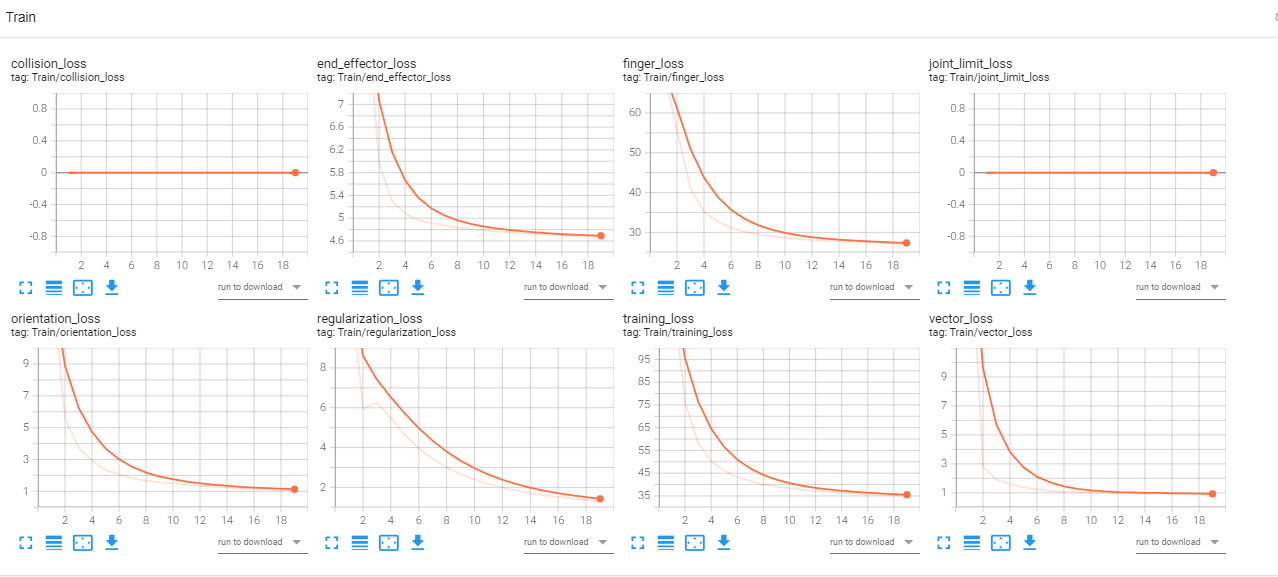 Train
collision_loss
tag: Train/collision_loss
0.8
0.4
0
-0.4
-0.8
2 4 6 8 10 12 14 16 18
run to download
end_effector_loss
tag: Train/end_effector_loss
7
6.6
6.2
5.8
5.4
5
4.6
2 4 6 8 10 12 14 16 18
run to download
finger_loss
tag: Train/finger_loss
60
50
40
30
2 4 6 8 10 12 14 16 18
run to download
joint_limit_loss
tag: Train/joint_limit_loss
0.8
0.4
0
-0.4
-0.8
2 4 6 8 10 12 14 16 18
run to download
orientation_loss
tag: Train/orientation_loss
9
7
5
3
1
2 4 6 8 10 12 14 16 18
run to download
regularization_loss
tag: Train/regularization_loss
8
6
4
2
2 4 6 8 10 12 14 16 18
run to download
training_loss
tag: Train/training_loss
95
85
75
65
55
45
35
2 4 6 8 10 12 14 16 18
run to download
vector_loss
tag: Train/vector_loss
9
7
5
3
1
2 4 6 8 10 12 14 16 18
run to download